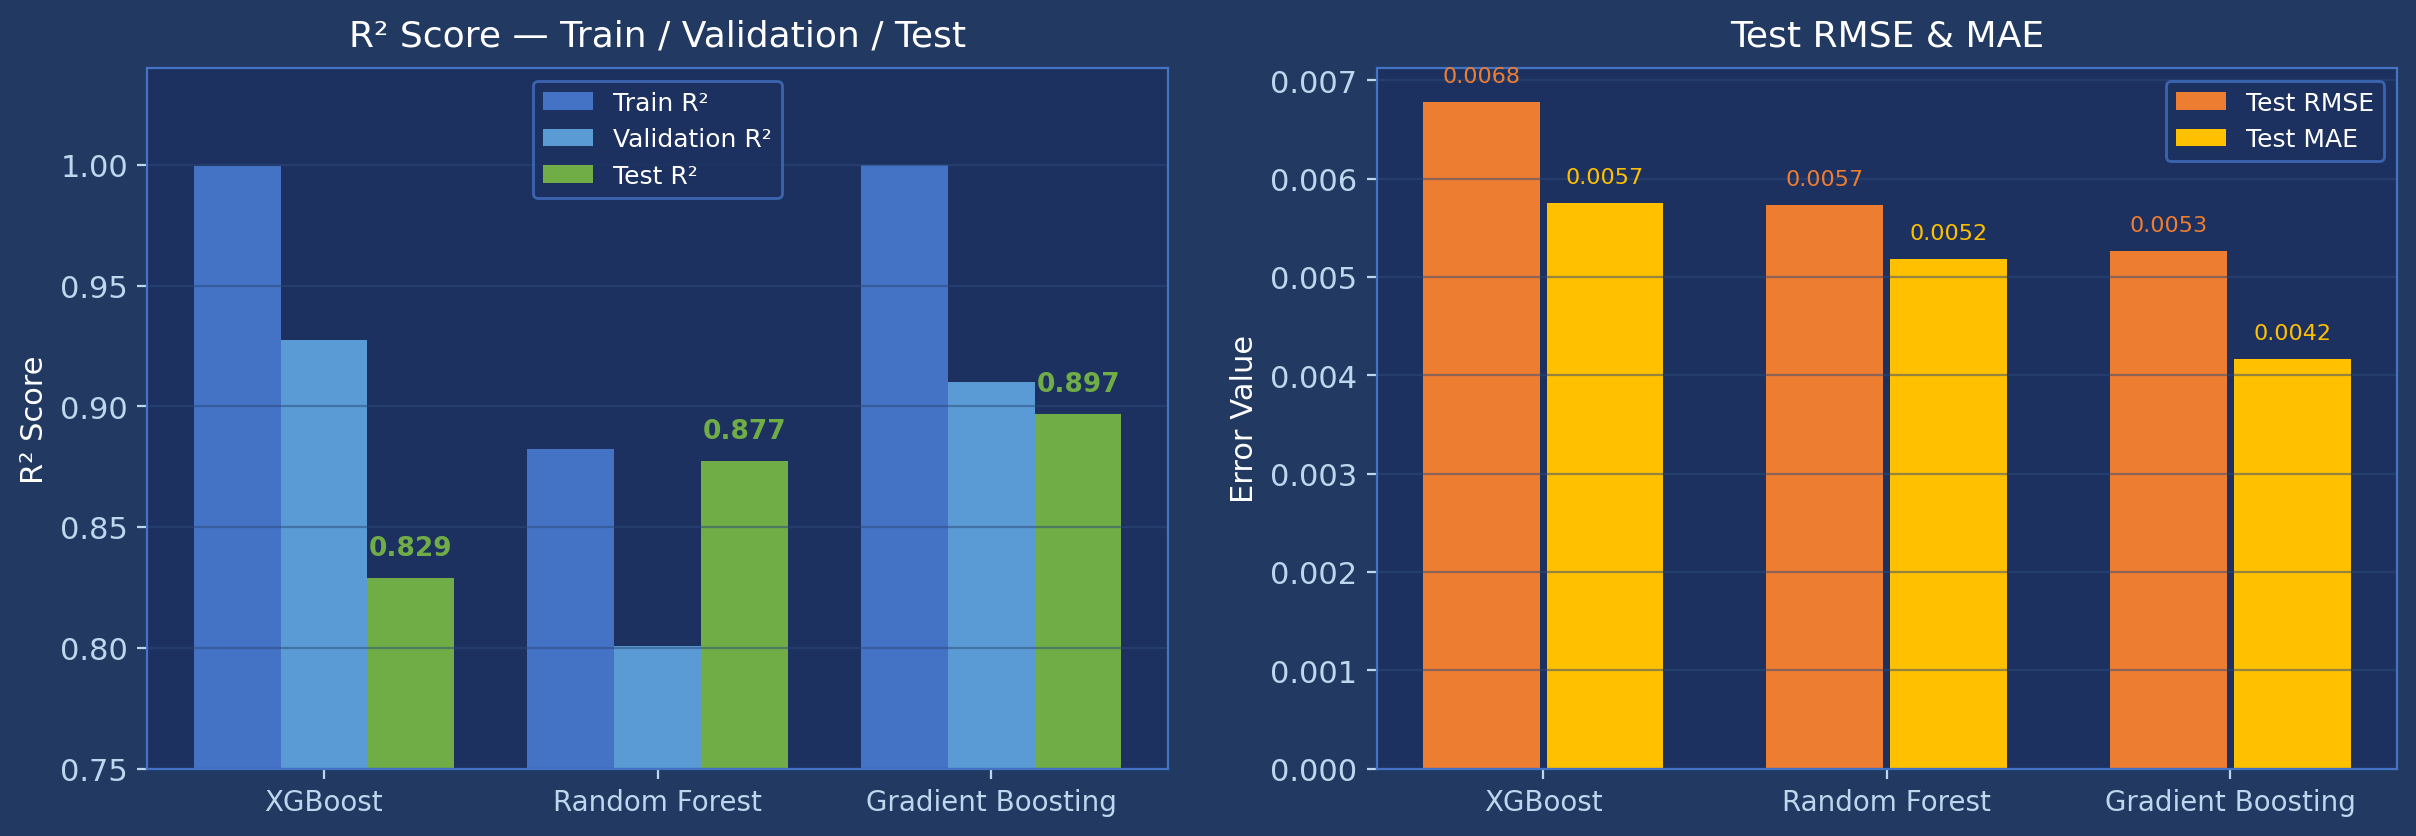 R² Score — Train / Validation / Test
Train R²
Validation R²
Test R²
R² Score
1.00
0.95
0.90
0.85
0.80
0.75
0.829
0.877
0.897
XGBoost
Random Forest
Gradient Boosting
Test RMSE & MAE
Test RMSE
Test MAE
Error Value
0.007
0.006
0.005
0.004
0.003
0.002
0.001
0.000
0.0068
0.0057
0.0057
0.0052
0.0053
0.0042
XGBoost
Random Forest
Gradient Boosting